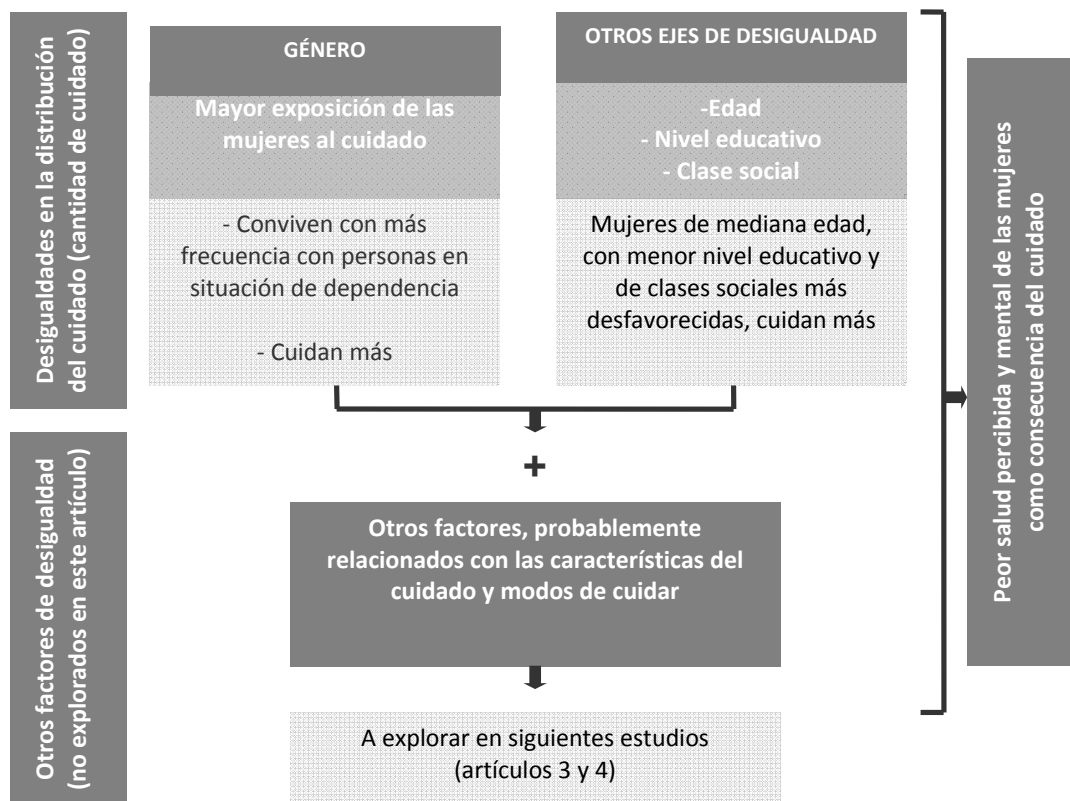 Desigualdades en la distribución
del cuidado (cantidad de cuidado)
GÉNERO
Mayor exposición de las
mujeres al cuidado
- Conviven con más
frecuencia con personas en
situación de dependencia
- Cuidan más
OTROS EJES DE DESIGUALDAD
-Edad
- Nivel educativo
- Clase social
Mujeres de mediana edad,
con menor nivel educativo y
de clases sociales más
desfavorecidas, cuidan más
+
Otros factores de desigualdad
(no explorados en este artículo)
Otros factores, probablemente
relacionados con las características del
cuidado y modos de cuidar
A explorar en siguientes estudios
(artículos 3 y 4)
Peor salud percibida y mental de las mujeres
como consecuencia del cuidado